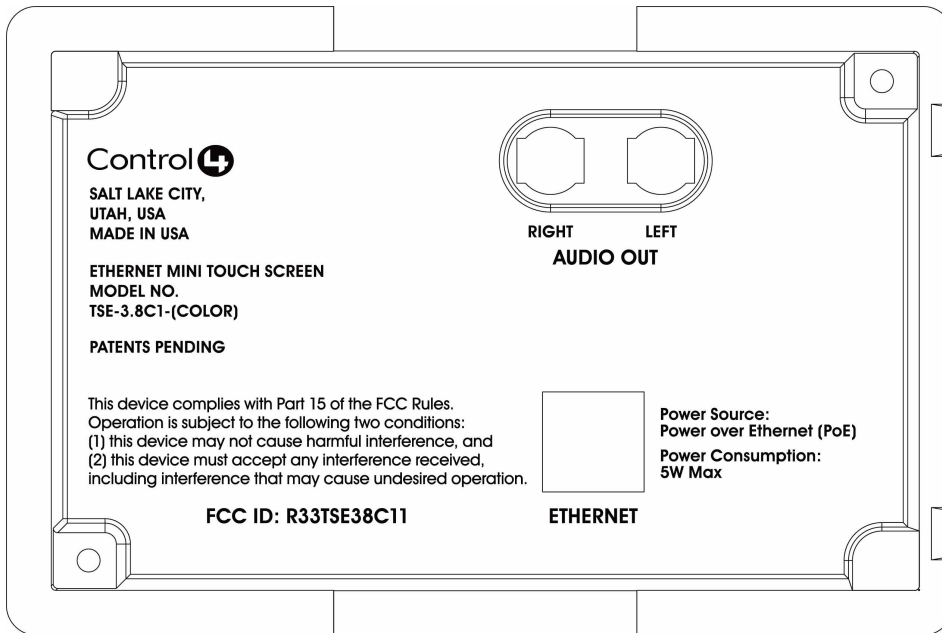 Control4
SALT LAKE CITY,
UTAH, USA
MADE IN USA
ETHERNET MINI TOUCH SCREEN
MODEL NO.
TSE-3.8C1-(COLOR)
PATENTS PENDING
RIGHT LEFT
AUDIO OUT
This device complies with Part 15 of the FCC Rules.
Operation is subject to the following two conditions:
(1) this device may not cause harmful interference, and
(2) this device must accept any interference received,
including interference that may cause undesired operation.
FCC ID: R33TSE38C11
ETHERNET
Power Source:
Power over Ethernet (PoE)
Power Consumption:
5W Max